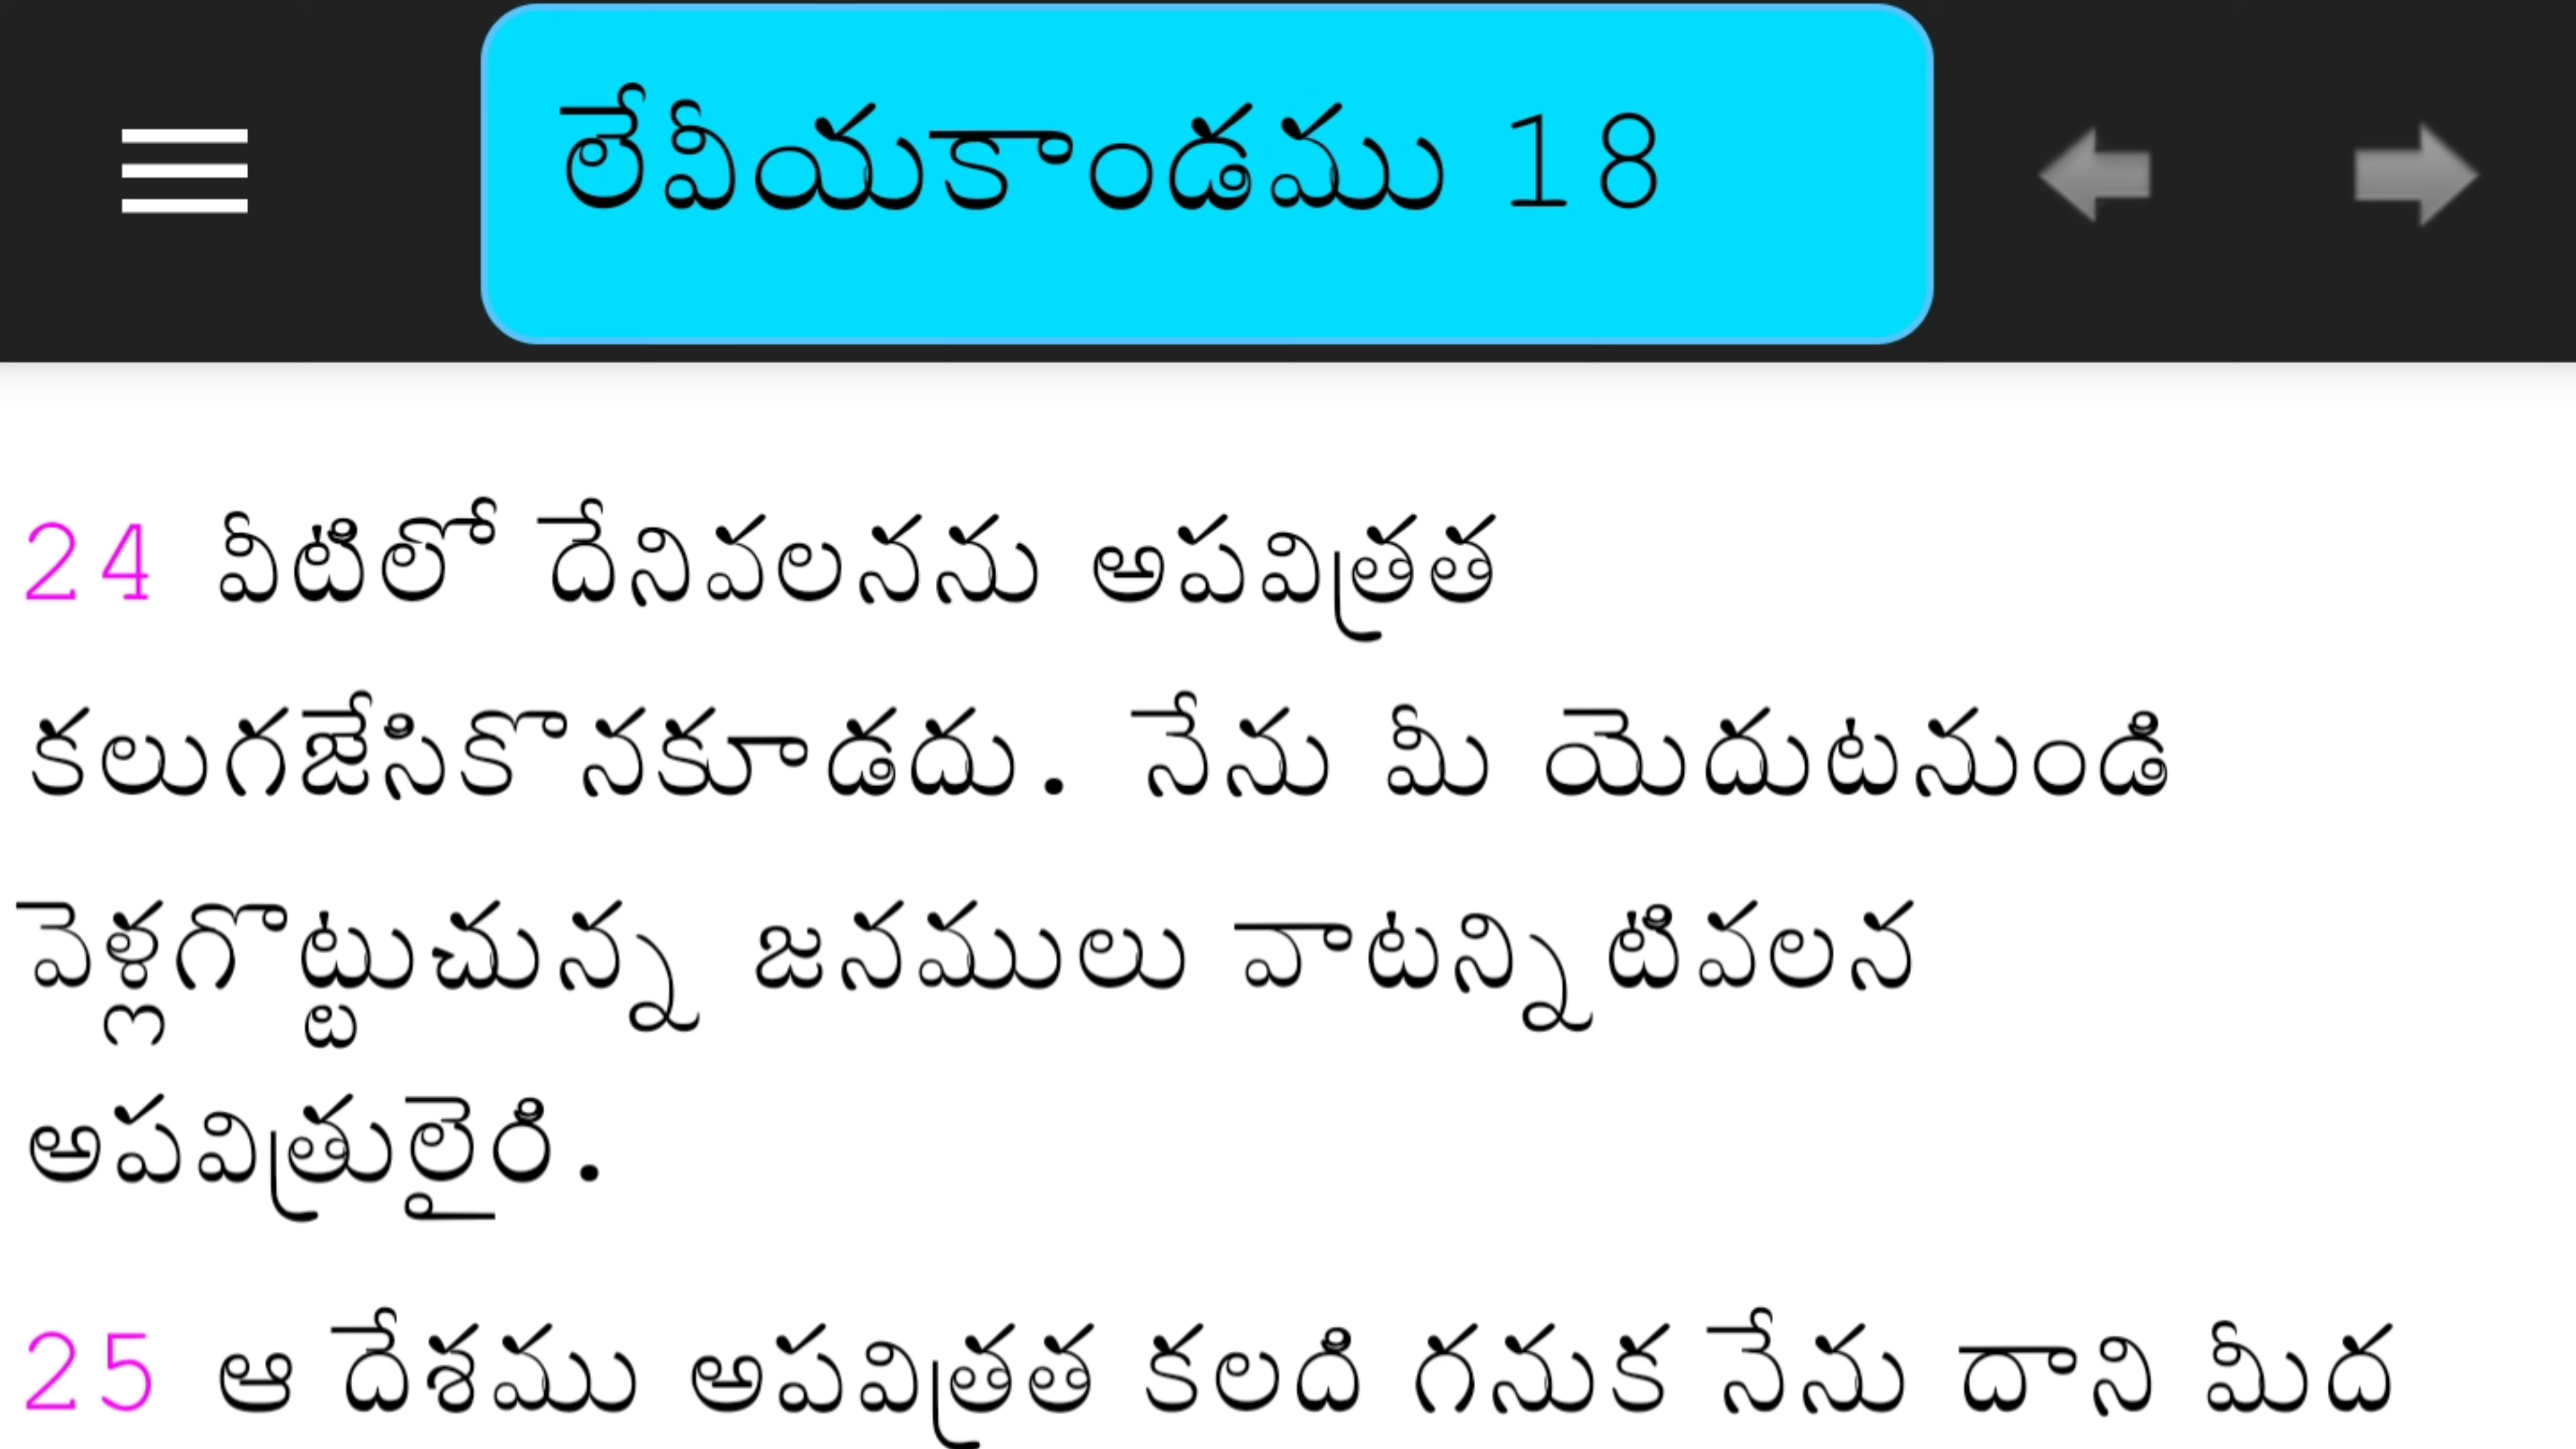 లేవీయకాండము 18
24 వీటిలో దేనివలనను అపవిత్రత
కలుగజేసికొనకూడదు. నేను మీ యెదుటనుండి
వెళ్లగొట్టుచున్న జనములు వాటన్నిటివలన
అపవిత్రులైరి.
25 ఆ దేశము అపవిత్రత కలది గనుక నేను దాని మీద